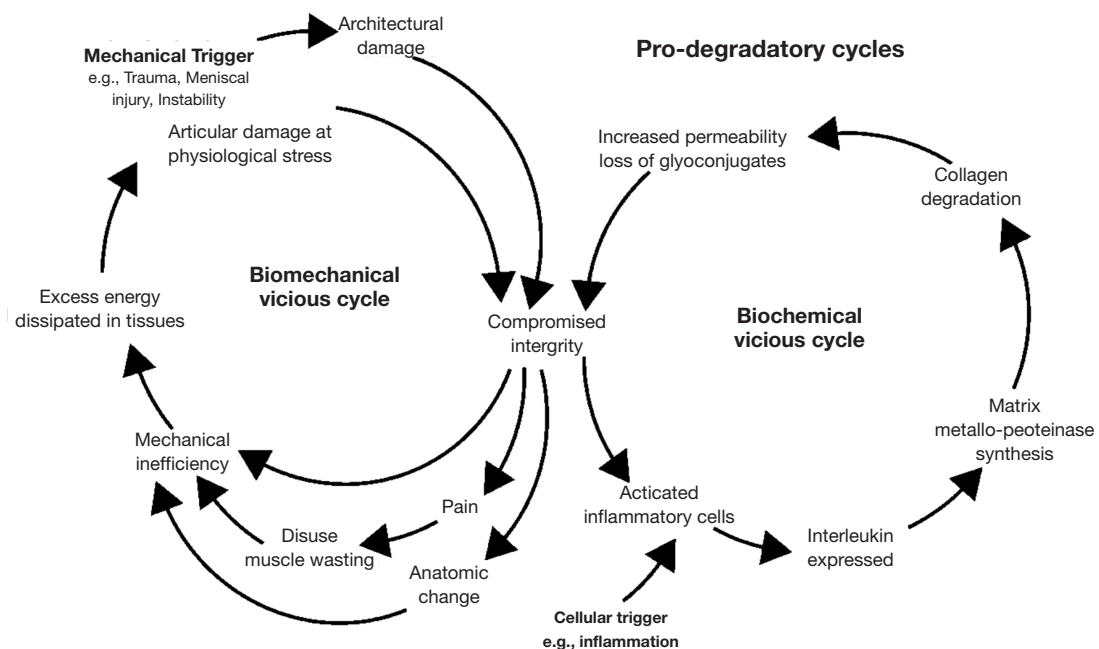 Architectural
damage
Pro-degradatory cycles
Mechanical Trigger
e.g., Trauma, Meniscal
injury, Instability
Articular damage at
physiological stress
Increased permeability
loss of glyoconjugates
Collagen
degradation
Biomechanical
vicious cycle
Excess energy
dissipated in tissues
Compromised
intergrity
Biochemical
vicious cycle
Mechanical
inefficiency
Matrix
metallo-peoteinase
synthesis
Pain
Acticated
inflammatory cells
Disuse
muscle wasting
Interleukin
expressed
Anatomic
change
Cellular trigger
e.g., inflammation